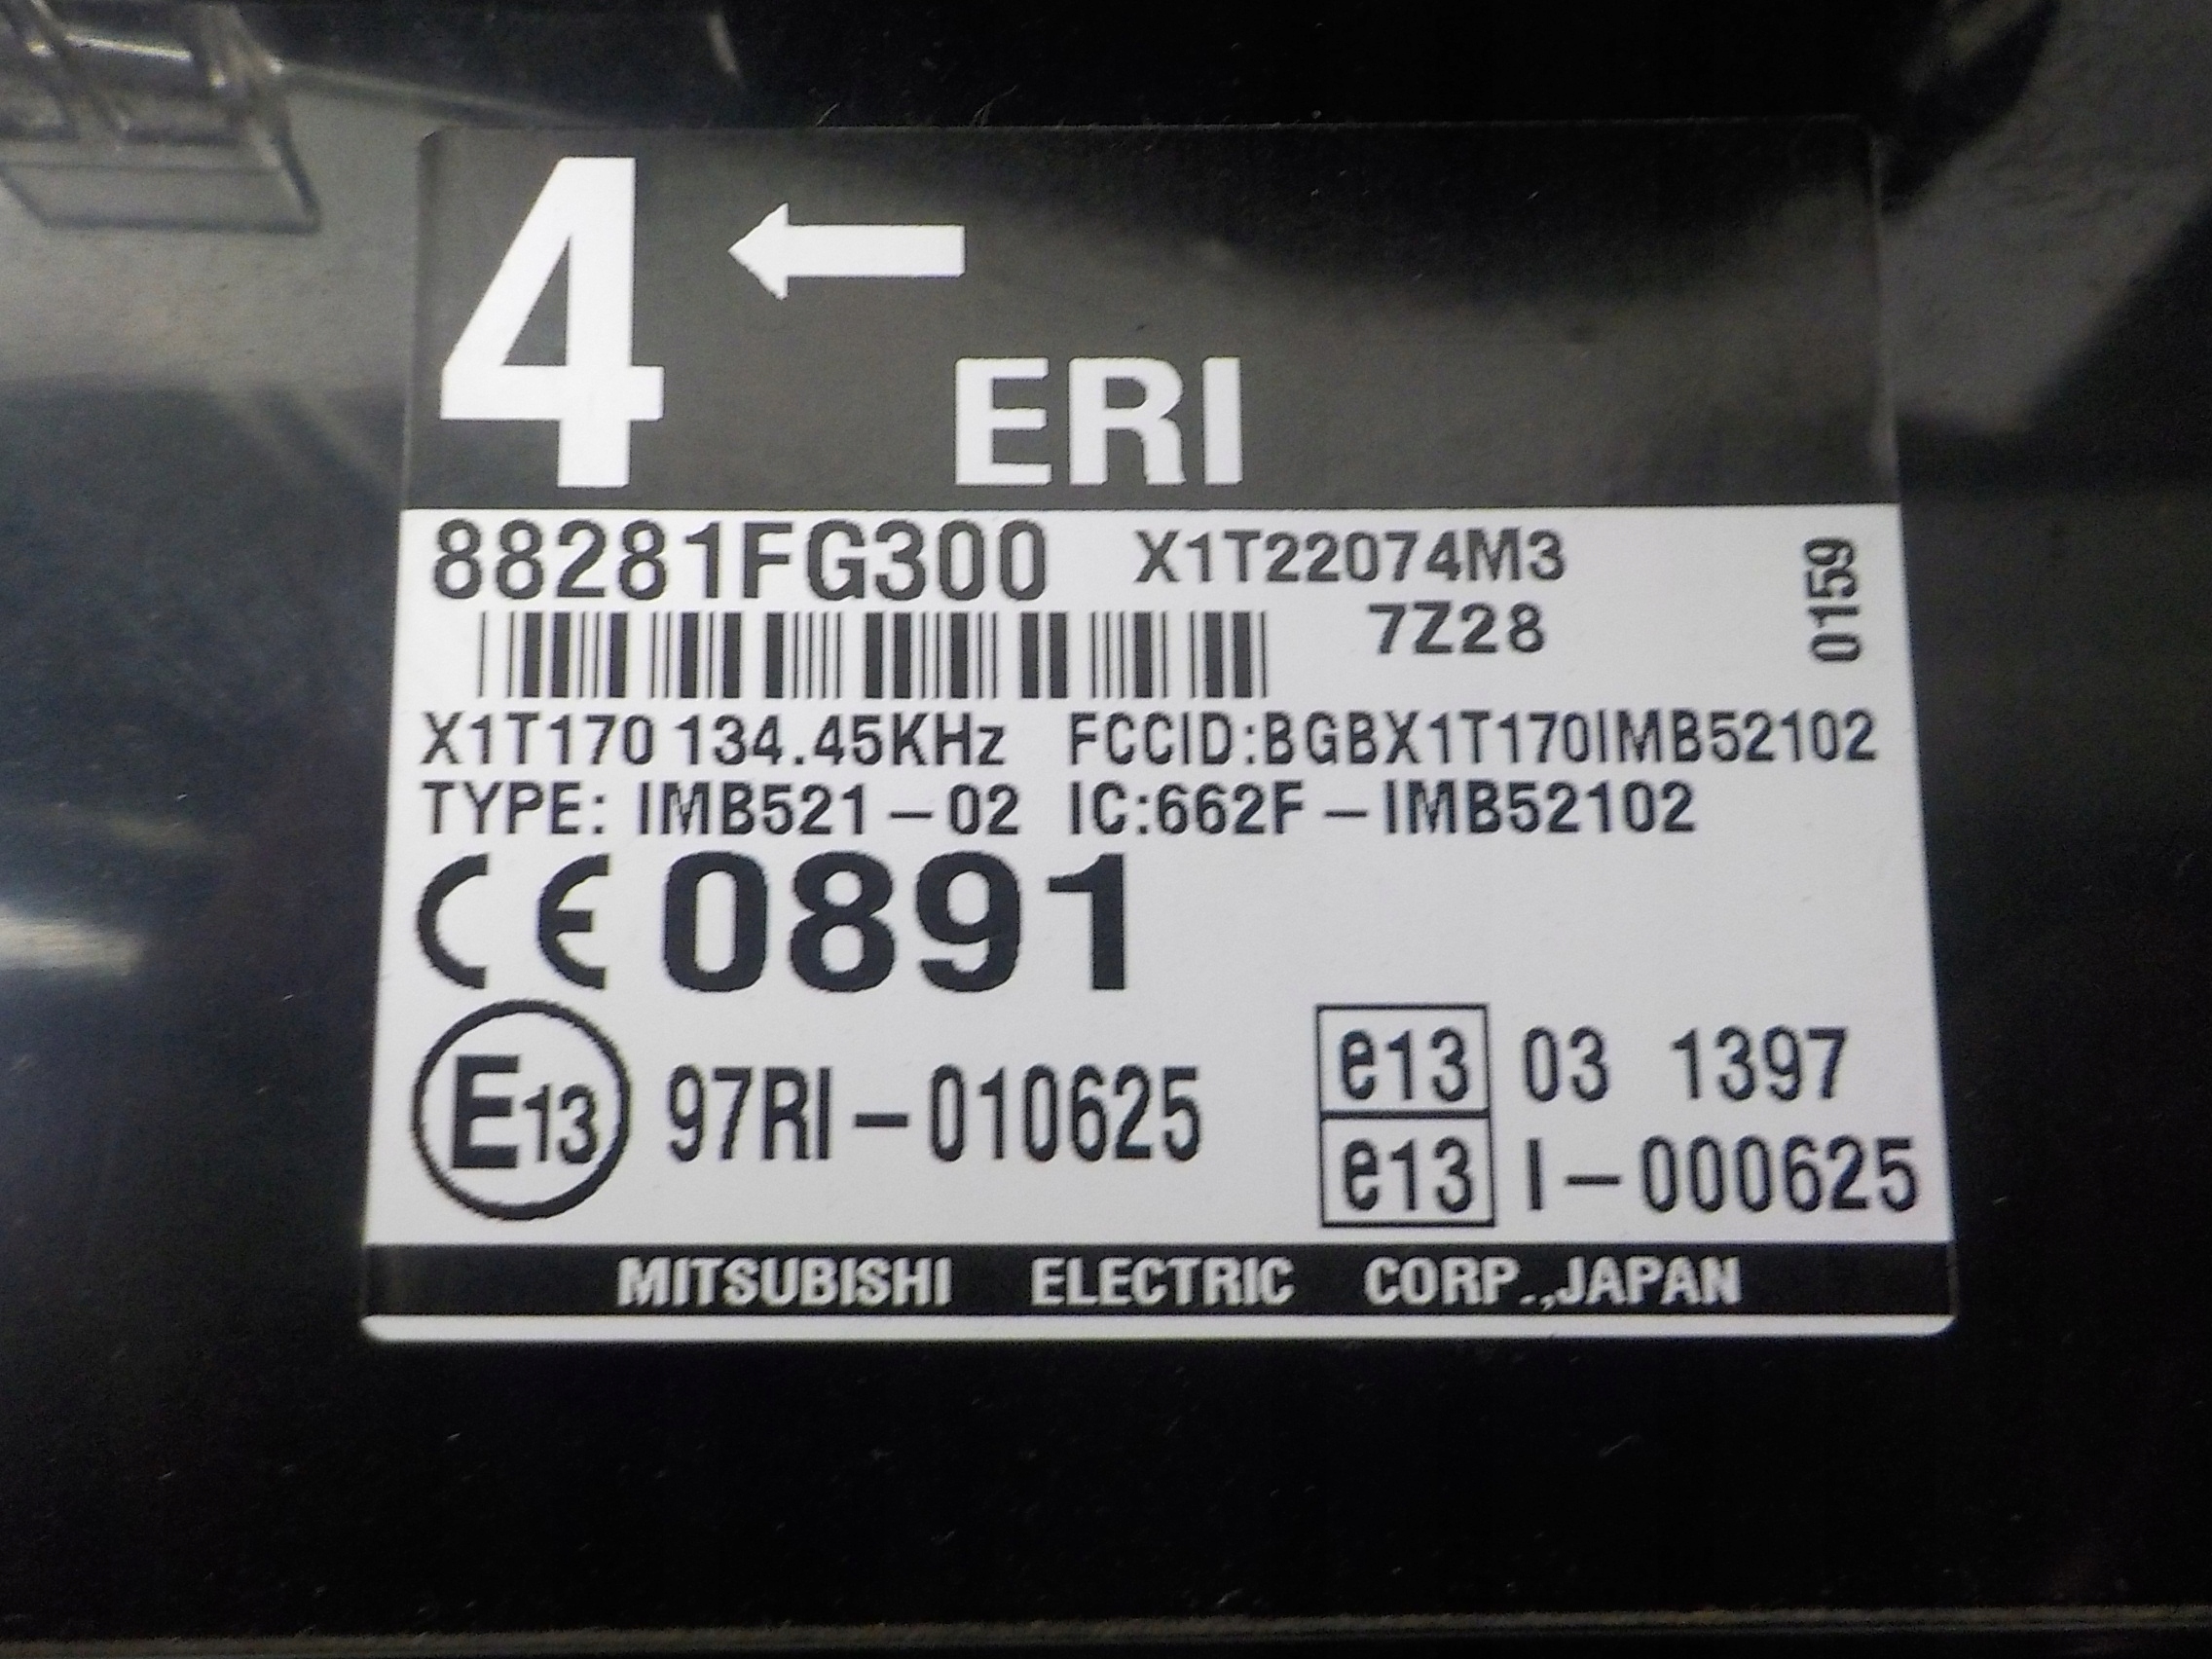 4 ←
ERI
88281FG300 X1T22074M3
7Z28
0159
X1T170 134.45KHz FCCID:BGBX1T170IMB52102
TYPE: IMB521-02 IC:662F-IMB52102
CE 0891
E13 97RI-010625
e13 03 1397
e13 I-000625
MITSUBISHI ELECTRIC CORP.,JAPAN